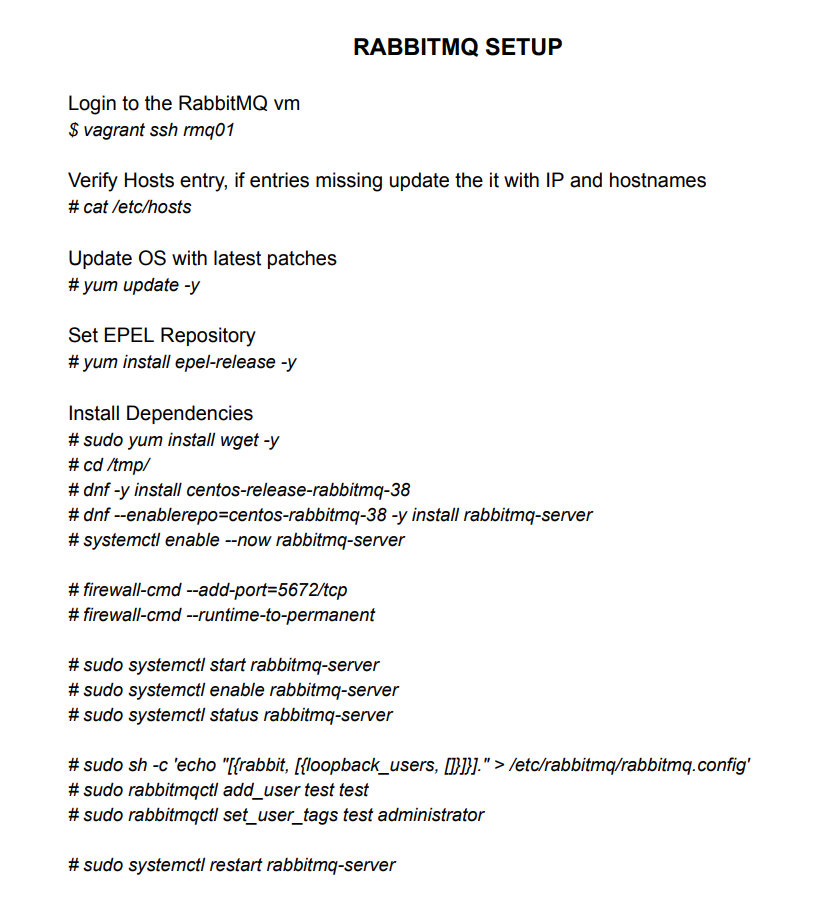 RABBITMQ SETUP
Login to the RabbitMQ vm
$ vagrant ssh rmq01
Verify Hosts entry, if entries missing update the it with IP and hostnames
# cat /etc/hosts
Update OS with latest patches
# yum update -y
Set EPEL Repository
# yum install epel-release -y
Install Dependencies
# sudo yum install wget -y
# cd /tmp/
# dnf -y install centos-release-rabbitmq-38
# dnf --enablerepo=centos-rabbitmq-38 -y install rabbitmq-server
# systemctl enable --now rabbitmq-server
# firewall-cmd --add-port=5672/tcp
# firewall-cmd --runtime-to-permanent
# sudo systemctl start rabbitmq-server
# sudo systemctl enable rabbitmq-server
# sudo systemctl status rabbitmq-server
# sudo sh -c 'echo "[{rabbit, [{loopback_users, []}]}]." > /etc/rabbitmq/rabbitmq.config'
# sudo rabbitmqctl add_user test test
# sudo rabbitmqctl set_user_tags test administrator
# sudo systemctl restart rabbitmq-server